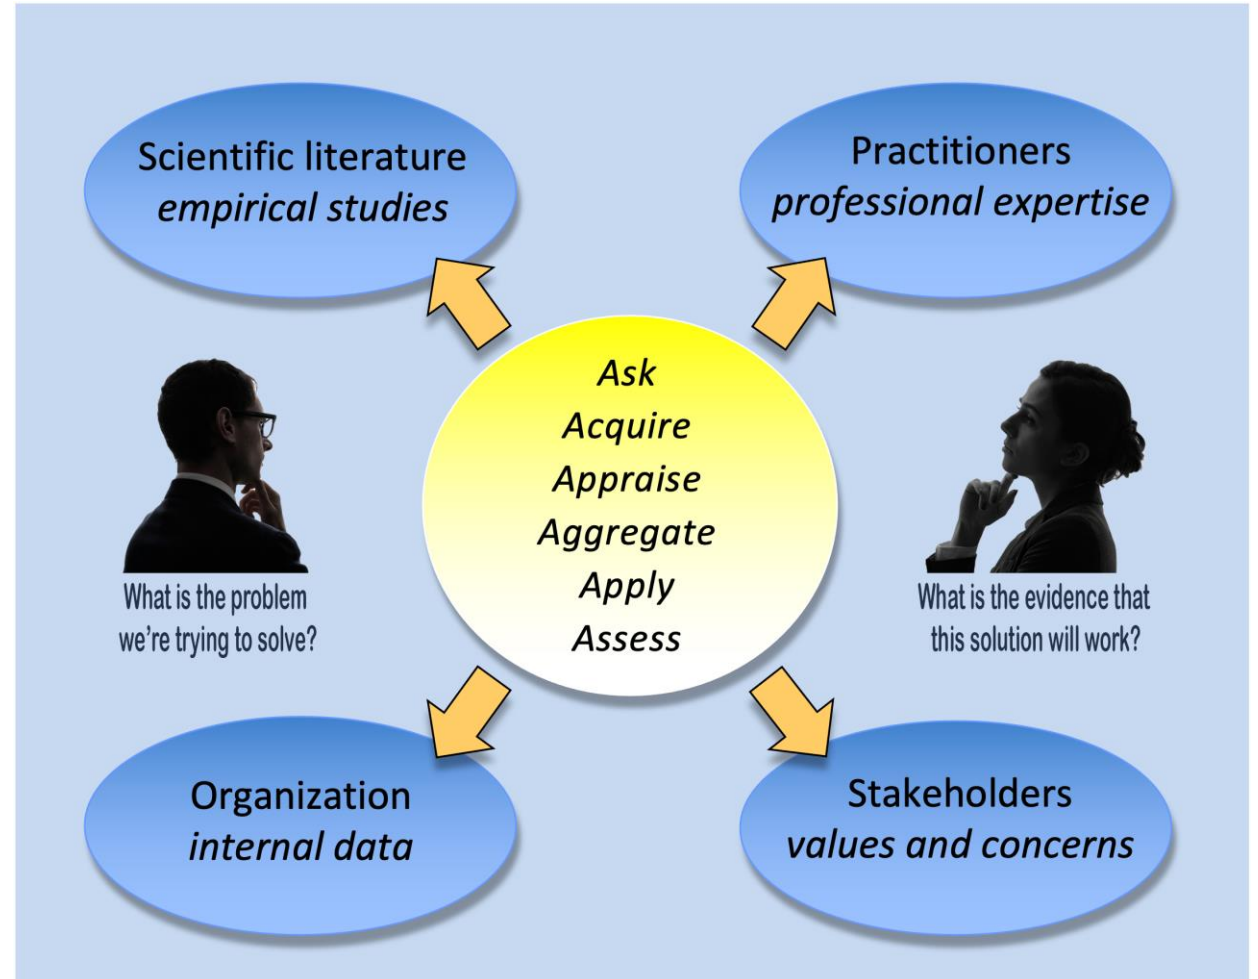 Scientific literature
empirical studies
Practitioners
professional expertise
Ask
Acquire
Appraise
Aggregate
Apply
Assess
What is the problem
we're trying to solve?
What is the evidence that
this solution will work?
Organization
internal data
Stakeholders
values and concerns